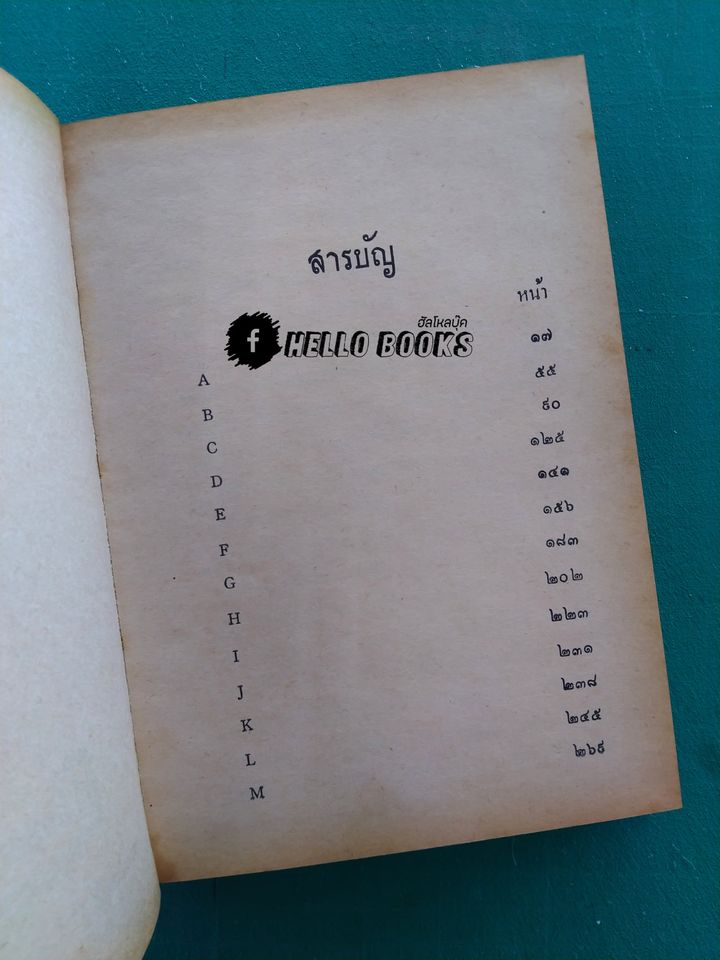 สารบัญ
หน้า
ฮัลโหลบุ๊ค
f HELLO BOOKS
A ๑๗
B ๕๕
C ๙๐
D ๑๒๕
E ๑๔๑
F ๑๕๖
G ๑๘๓
H ๒๐๒
I ๒๒๓
J ๒๓๑
K ๒๓๘
L ๒๔๕
M ๒๖๙